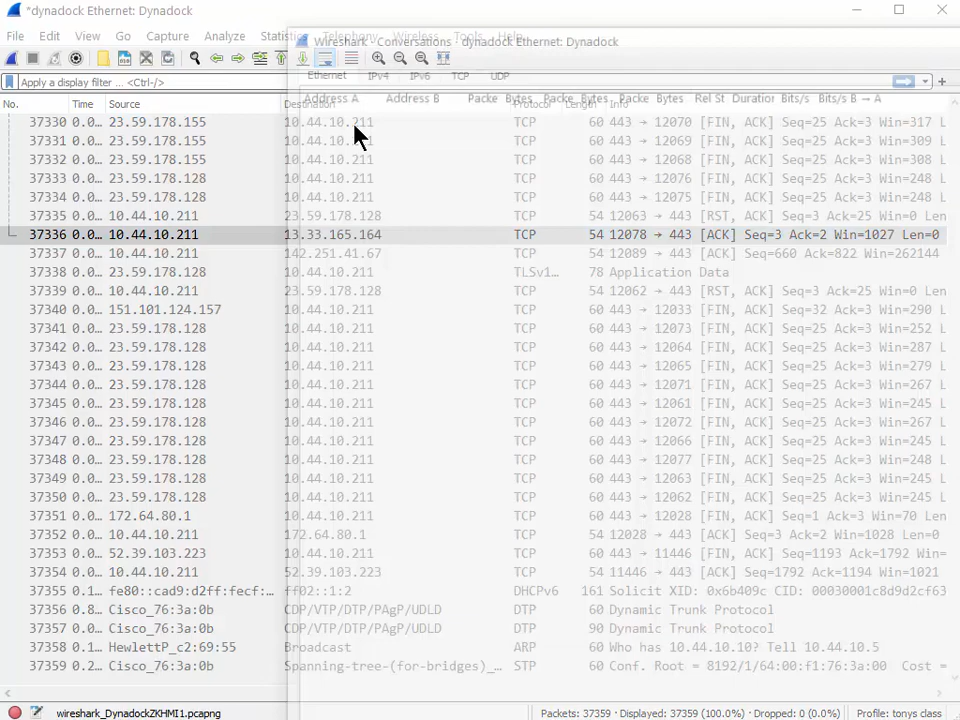 *dynadock Ethernet: Dynadock
File Edit View Go Capture Analyze Statistics Telephony Wireless Tools Help
Wireshark · Conversations · dynadock Ethernet: Dynadock
Apply a display filter ... <Ctrl-/>
Ethernet IPv4 IPv6 TCP UDP
Address A Address B Packe Bytes Packe Bytes Packe Bytes Rel St Duration Bits/s Bits/s B → A
No. Time Source Destination Protocol Length Info
37330 0.0… 23.59.178.155 10.44.10.211 TCP 60 443 → 12070 [FIN, ACK] Seq=25 Ack=3 Win=317 L
37331 0.0… 23.59.178.155 10.44.10.211 TCP 60 443 → 12069 [FIN, ACK] Seq=25 Ack=3 Win=309 L
37332 0.0… 23.59.178.155 10.44.10.211 TCP 60 443 → 12068 [FIN, ACK] Seq=25 Ack=3 Win=308 L
37333 0.0… 23.59.178.128 10.44.10.211 TCP 60 443 → 12076 [FIN, ACK] Seq=25 Ack=3 Win=248 L
37334 0.0… 23.59.178.128 10.44.10.211 TCP 60 443 → 12075 [FIN, ACK] Seq=25 Ack=3 Win=248 L
37335 0.0… 10.44.10.211 23.59.178.128 TCP 54 12063 → 443 [RST, ACK] Seq=3 Ack=25 Win=0 Len
37336 0.0… 10.44.10.211 13.33.165.164 TCP 54 12078 → 443 [ACK] Seq=3 Ack=2 Win=1027 Len=0
37337 0.0… 10.44.10.211 142.251.41.67 TCP 54 12089 → 443 [ACK] Seq=660 Ack=822 Win=262144
37338 0.0… 23.59.178.128 10.44.10.211 TLSv1… 78 Application Data
37339 0.0… 10.44.10.211 23.59.178.128 TCP 54 12062 → 443 [RST, ACK] Seq=3 Ack=25 Win=0 Len
37340 0.0… 151.101.124.157 10.44.10.211 TCP 60 443 → 12033 [FIN, ACK] Seq=32 Ack=3 Win=290 L
37341 0.0… 23.59.178.128 10.44.10.211 TCP 60 443 → 12073 [FIN, ACK] Seq=25 Ack=3 Win=252 L
37342 0.0… 23.59.178.128 10.44.10.211 TCP 60 443 → 12064 [FIN, ACK] Seq=25 Ack=3 Win=287 L
37343 0.0… 23.59.178.128 10.44.10.211 TCP 60 443 → 12065 [FIN, ACK] Seq=25 Ack=3 Win=279 L
37344 0.0… 23.59.178.128 10.44.10.211 TCP 60 443 → 12071 [FIN, ACK] Seq=25 Ack=3 Win=267 L
37345 0.0… 23.59.178.128 10.44.10.211 TCP 60 443 → 12061 [FIN, ACK] Seq=25 Ack=3 Win=245 L
37346 0.0… 23.59.178.128 10.44.10.211 TCP 60 443 → 12072 [FIN, ACK] Seq=25 Ack=3 Win=267 L
37347 0.0… 23.59.178.128 10.44.10.211 TCP 60 443 → 12066 [FIN, ACK] Seq=25 Ack=3 Win=245 L
37348 0.0… 23.59.178.128 10.44.10.211 TCP 60 443 → 12077 [FIN, ACK] Seq=25 Ack=3 Win=248 L
37349 0.0… 23.59.178.128 10.44.10.211 TCP 60 443 → 12063 [FIN, ACK] Seq=25 Ack=3 Win=245 L
37350 0.0… 23.59.178.128 10.44.10.211 TCP 60 443 → 12062 [FIN, ACK] Seq=25 Ack=3 Win=245 L
37351 0.0… 172.64.80.1 10.44.10.211 TCP 60 443 → 12028 [FIN, ACK] Seq=1 Ack=3 Win=70 Len
37352 0.0… 10.44.10.211 172.64.80.1 TCP 54 12028 → 443 [ACK] Seq=3 Ack=2 Win=1028 Len=0
37353 0.0… 52.39.103.223 10.44.10.211 TCP 60 443 → 11446 [FIN, ACK] Seq=1193 Ack=1792 Win=
37354 0.0… 10.44.10.211 52.39.103.223 TCP 54 11446 → 443 [ACK] Seq=1792 Ack=1194 Win=1021
37355 0.1… fe80::cad9:d2ff:fecf:… ff02::1:2 DHCPv6 161 Solicit XID: 0x6b409c CID: 00030001c8d9d2cf63
37356 0.8… Cisco_76:3a:0b CDP/VTP/DTP/PAgP/UDLD DTP 60 Dynamic Trunk Protocol
37357 0.0… Cisco_76:3a:0b CDP/VTP/DTP/PAgP/UDLD DTP 90 Dynamic Trunk Protocol
37358 0.1… HewlettP_c2:69:55 Broadcast ARP 60 Who has 10.44.10.10? Tell 10.44.10.5
37359 0.2… Cisco_76:3a:0b Spanning-tree-(for-bridges)_… STP 60 Conf. Root = 8192/1/64:00:f1:76:3a:00 Cost =
wireshark_DynadockZKHMI1.pcapng Packets: 37359 · Displayed: 37359 (100.0%) · Dropped: 0 (0.0%) Profile: tonys class